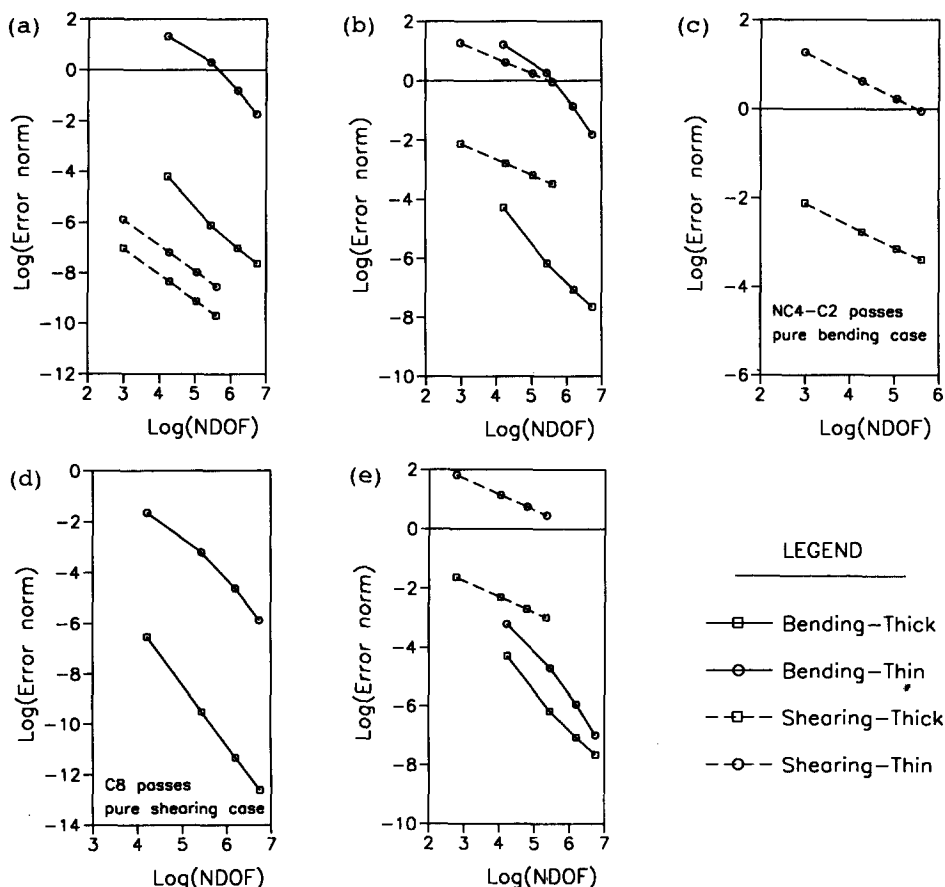 (a)
2
0
−2
−4
−6
−8
−10
−12
2 3 4 5 6 7
Log(Error norm)
Log(NDOF)
(b)
2
0
−2
−4
−6
−8
−10
2 3 4 5 6 7
Log(Error norm)
Log(NDOF)
(c)
2
0
−2
−4
−6
2 3 4 5 6
Log(Error norm)
NC4−C2 passes
pure bending case
Log(NDOF)
(d)
0
−2
−4
−6
−8
−10
−12
−14
3 4 5 6 7
Log(Error norm)
C8 passes
pure shearing case
Log(NDOF)
(e)
2
0
−2
−4
−6
−8
−10
2 3 4 5 6 7
Log(Error norm)
Log(NDOF)
LEGEND
Bending−Thick
Bending−Thin
Shearing−Thick
Shearing−Thin